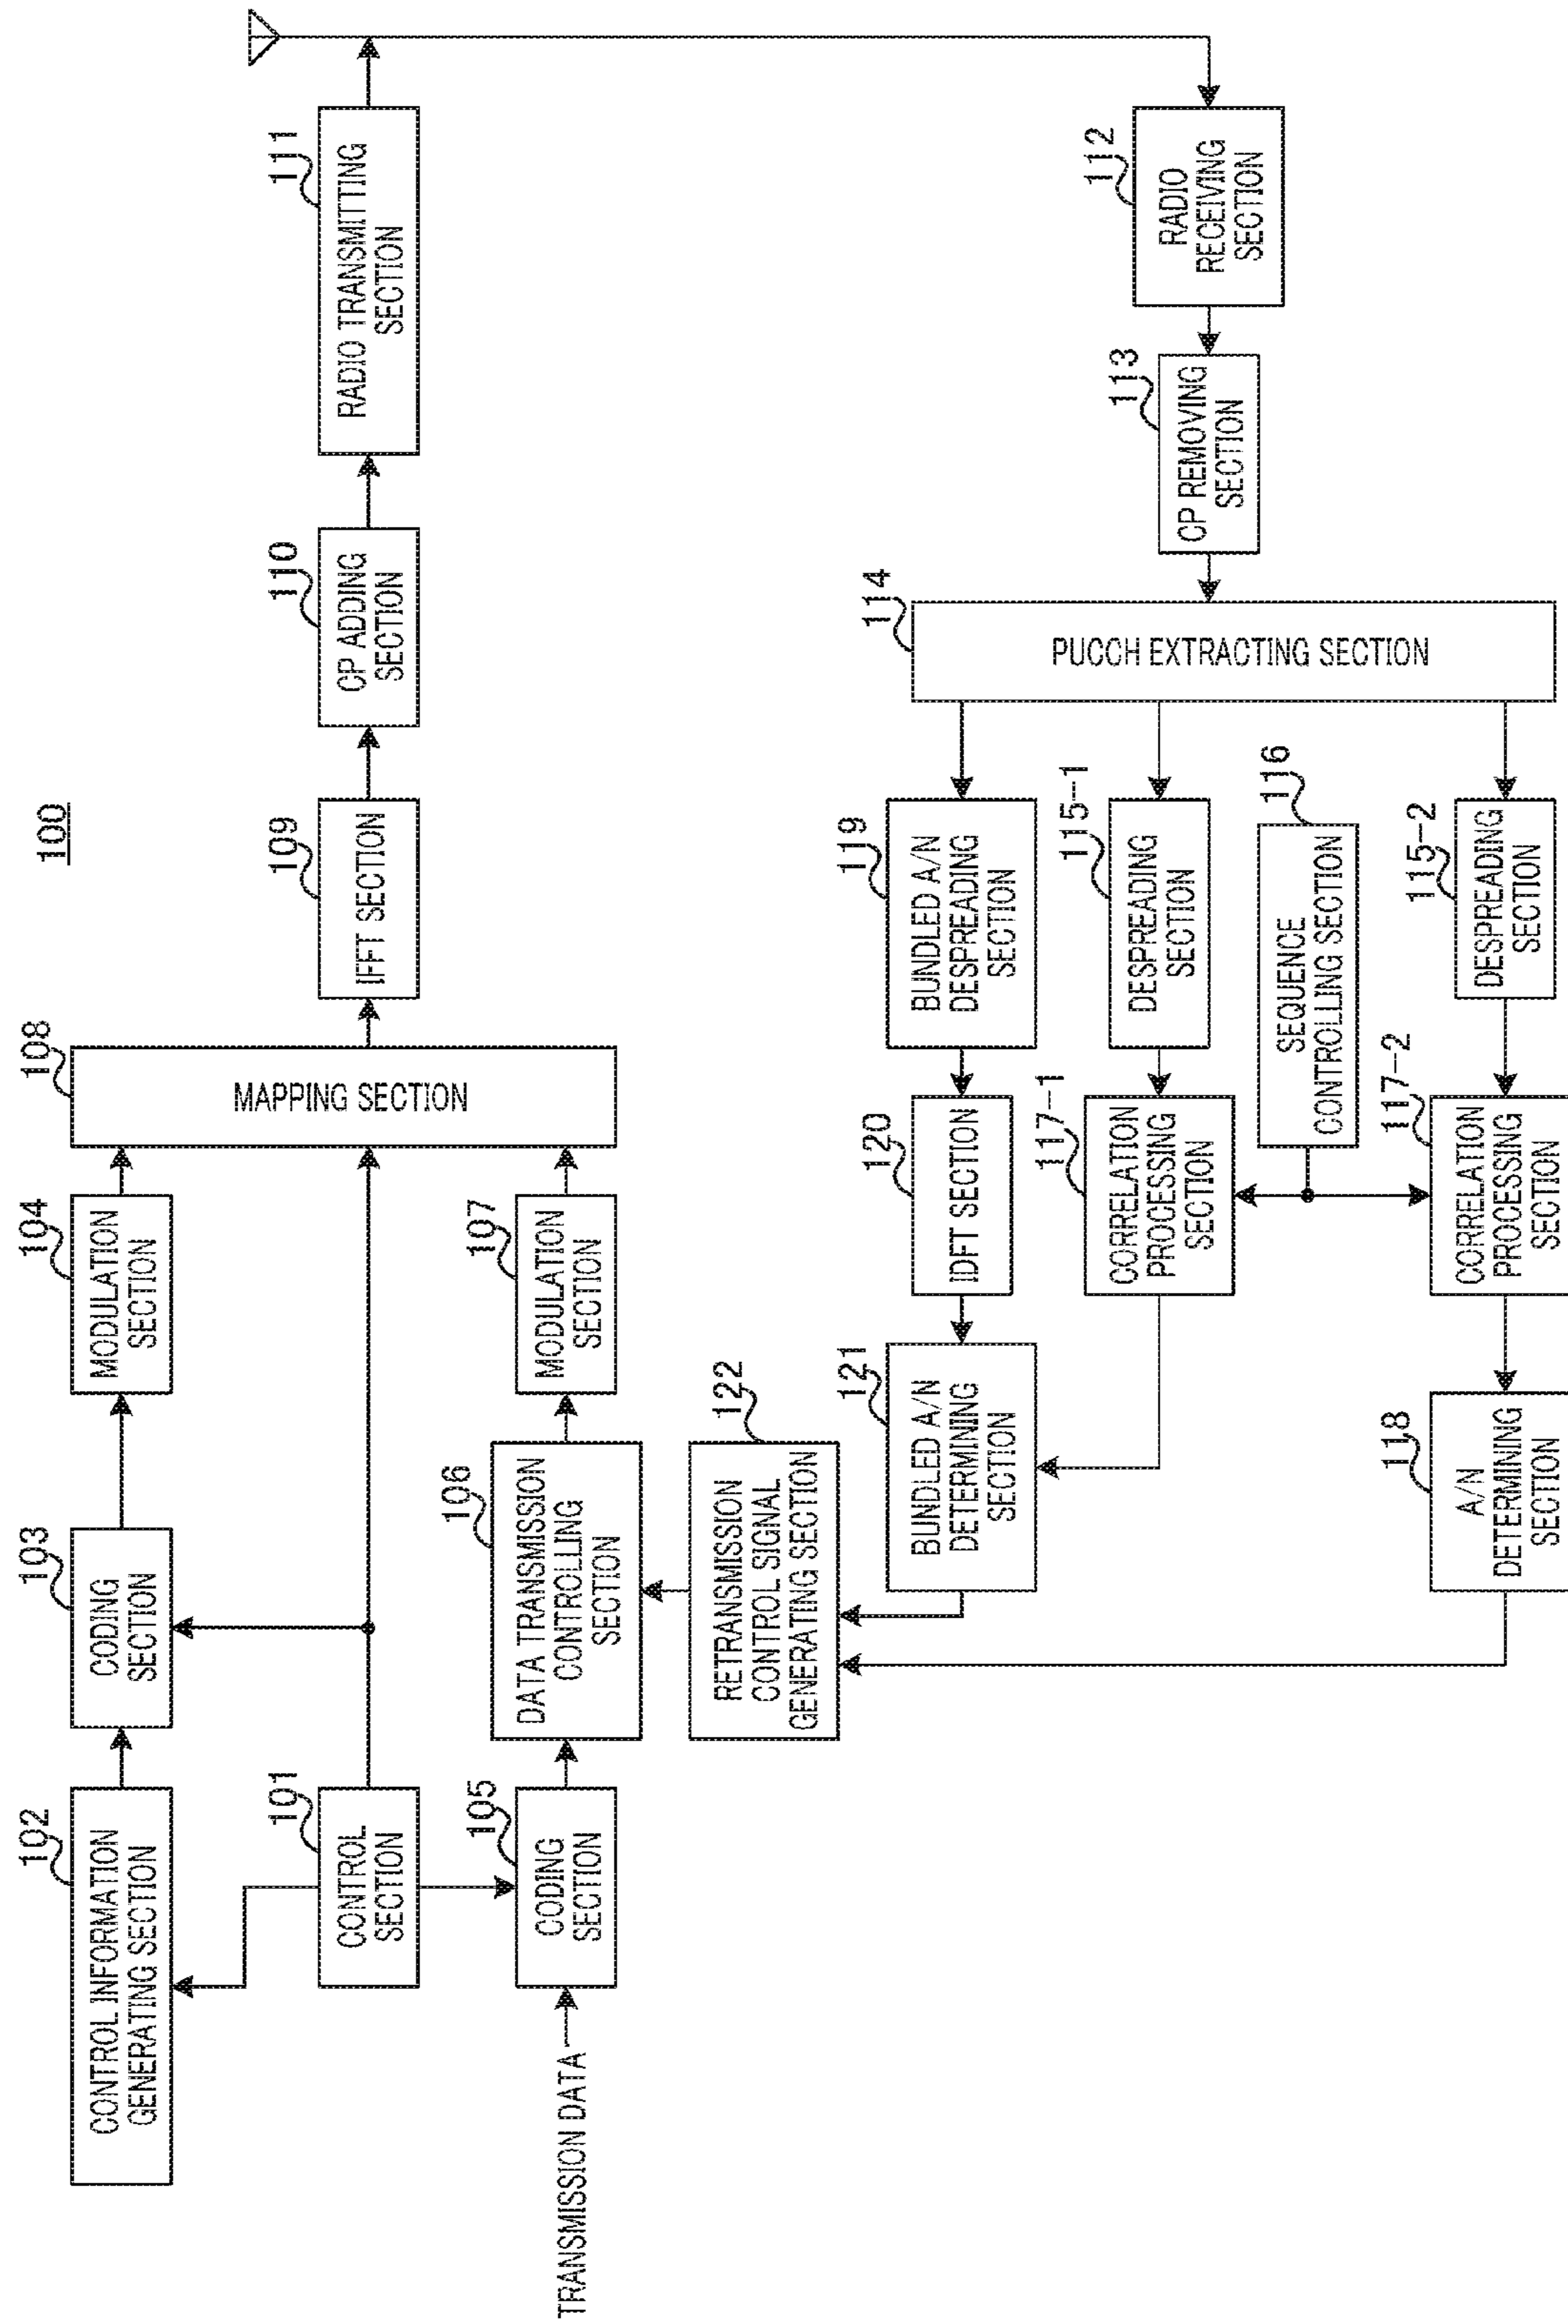 100
102
CONTROL INFORMATION
GENERATING SECTION
103
CODING
SECTION
104
MODULATION
SECTION
108
MAPPING SECTION
109
IFFT SECTION
110
CP ADDING
SECTION
111
RADIO TRANSMITTING
SECTION
101
CONTROL
SECTION
TRANSMISSION DATA
105
CODING
SECTION
106
DATA TRANSMISSION
CONTROLLING
SECTION
107
MODULATION
SECTION
122
RETRANSMISSION
CONTROL SIGNAL
GENERATING SECTION
121
BUNDLED A/N
DETERMINING
SECTION
120
IDFT SECTION
119
BUNDLED A/N
DESPREADING
SECTION
114
PUCCH EXTRACTING SECTION
113
CP REMOVING
SECTION
112
RADIO
RECEIVING
SECTION
117-1
CORRELATION
PROCESSING
SECTION
115-1
DESPREADING
SECTION
116
SEQUENCE
CONTROLLING SECTION
118
A/N
DETERMINING
SECTION
117-2
CORRELATION
PROCESSING
SECTION
115-2
DESPREADING
SECTION